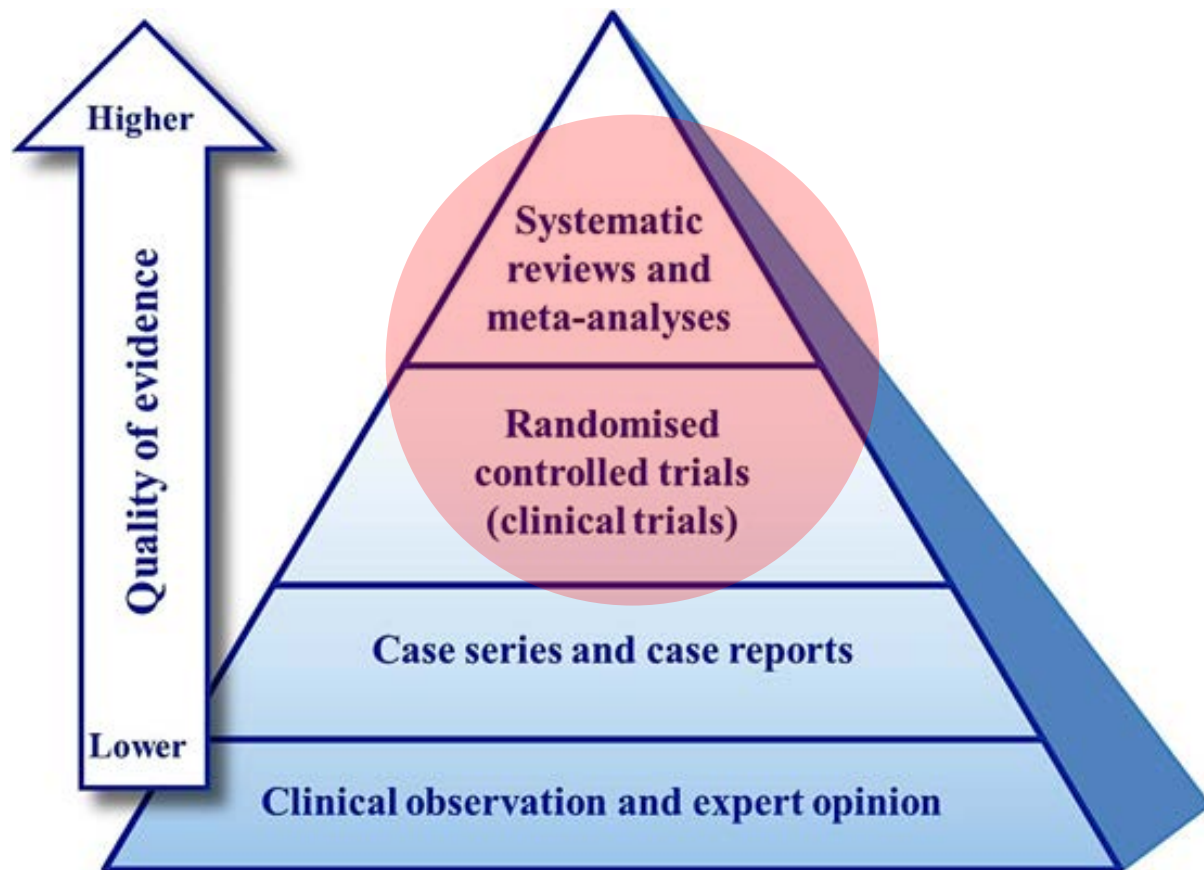 Higher
Quality of evidence
Lower
Systematic
reviews and
meta-analyses
Randomised
controlled trials
(clinical trials)
Case series and case reports
Clinical observation and expert opinion